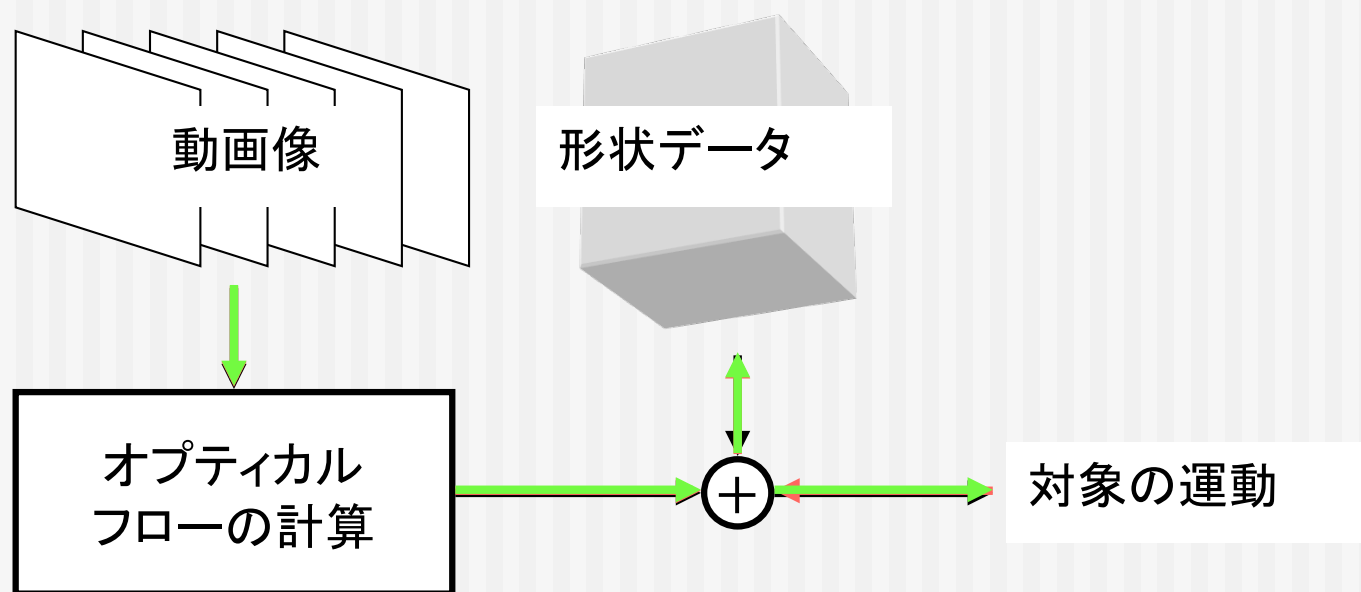 動画像
形状データ
オプティカル
フローの計算
+
対象の運動